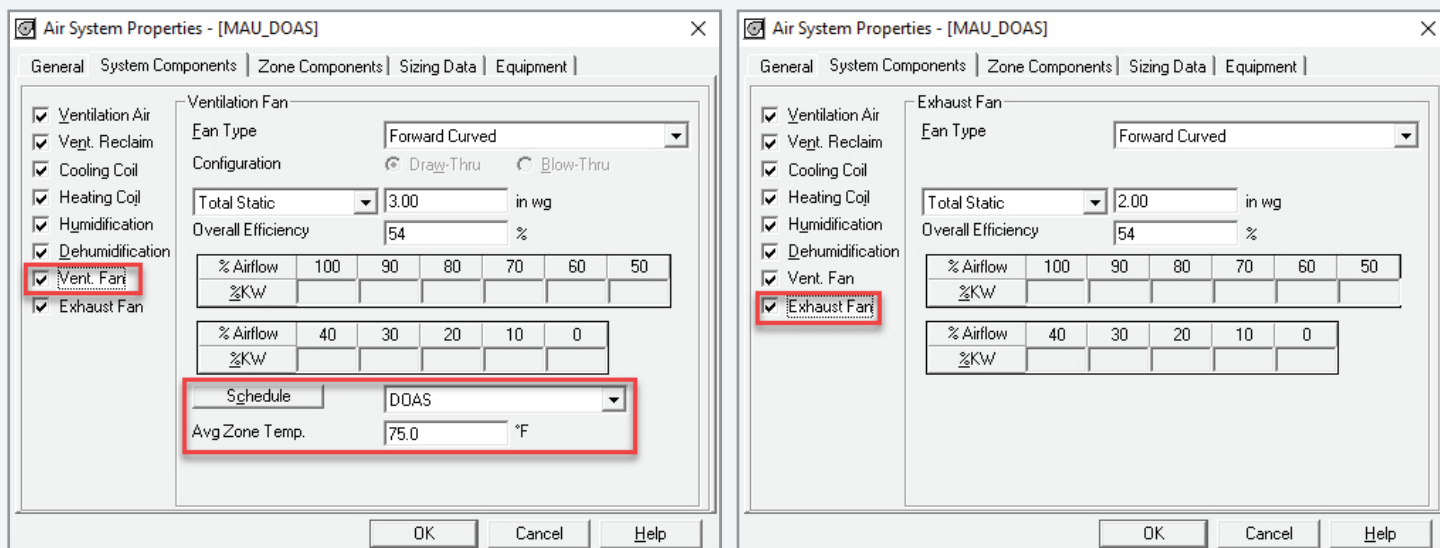 Air System Properties - [MAU_DOAS]
General System Components Zone Components Sizing Data Equipment
Ventilation Air
Vent. Reclaim
Cooling Coil
Heating Coil
Humidification
Dehumidification
Vent. Fan
Exhaust Fan
Ventilation Fan
Fan Type Forward Curved
Configuration Draw-Thru Blow-Thru
Total Static 3.00 in wg
Overall Efficiency 54 %
% Airflow 100 90 80 70 60 50
%KW
% Airflow 40 30 20 10 0
%KW
Schedule DOAS
Avg Zone Temp. 75.0 °F
OK Cancel Help
Air System Properties - [MAU_DOAS]
General System Components Zone Components Sizing Data Equipment
Ventilation Air
Vent. Reclaim
Cooling Coil
Heating Coil
Humidification
Dehumidification
Vent. Fan
Exhaust Fan
Exhaust Fan
Fan Type Forward Curved
Total Static 2.00 in wg
Overall Efficiency 54 %
% Airflow 100 90 80 70 60 50
%KW
% Airflow 40 30 20 10 0
%KW
OK Cancel Help